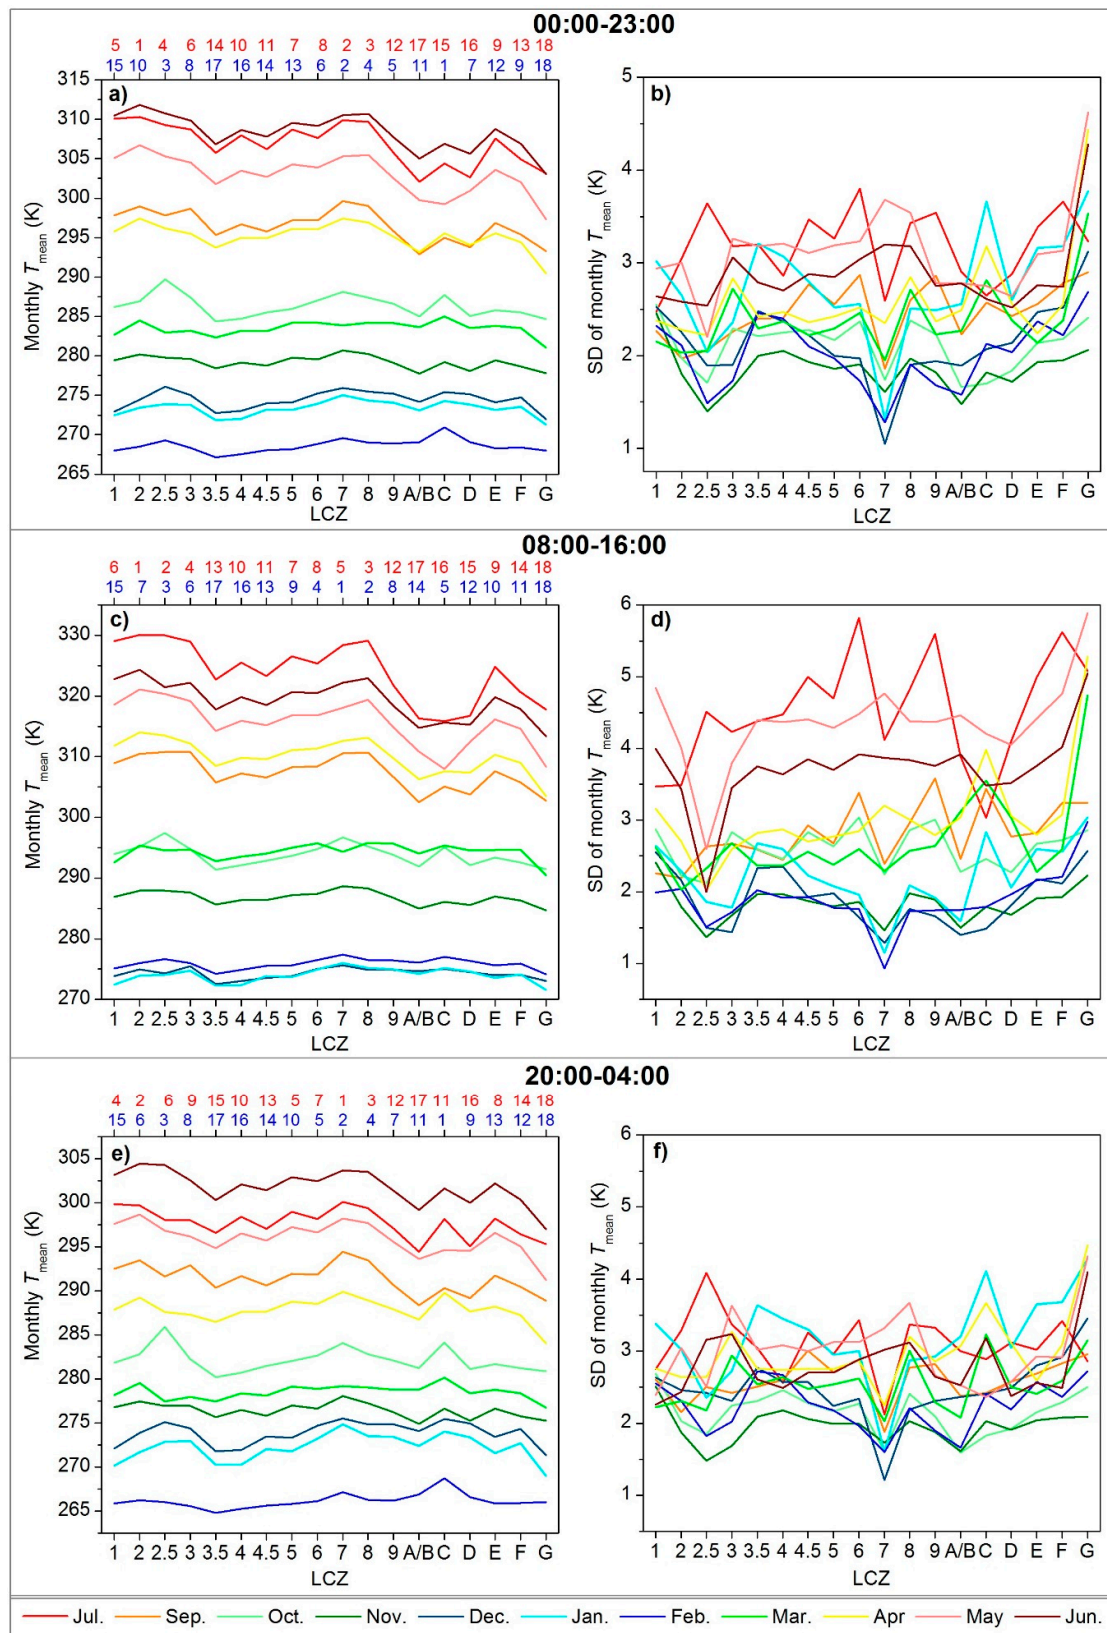 00:00-23:00
5 1 4 6 14 10 11 7 8 2 3 12 17 15 16 9 13 18
15 10 3 8 17 16 14 13 6 2 4 5 11 1 7 12 9 18
a)
315
310
305
300
295
290
285
280
275
270
265
Monthly Tmean (K)
1 2 2.5 3 3.5 4 4.5 5 6 7 8 9 A/B C D E F G
LCZ
b)
5
4
3
2
1
SD of monthly Tmean (K)
1 2 2.5 3 3.5 4 4.5 5 6 7 8 9 A/B C D E F G
LCZ
08:00-16:00
6 1 2 4 13 10 11 7 8 5 3 12 17 16 15 9 14 18
15 7 3 6 17 16 13 9 4 1 2 8 14 5 12 10 11 18
c)
330
320
310
300
290
280
270
Monthly Tmean (K)
1 2 2.5 3 3.5 4 4.5 5 6 7 8 9 A/B C D E F G
LCZ
d)
6
5
4
3
2
1
SD of monthly Tmean (K)
1 2 2.5 3 3.5 4 4.5 5 6 7 8 9 A/B C D E F G
LCZ
20:00-04:00
4 2 6 9 15 10 13 5 7 1 3 12 17 11 16 8 14 18
15 6 3 8 17 16 14 10 5 2 4 7 11 1 9 13 12 18
e)
305
300
295
290
285
280
275
270
265
Monthly Tmean (K)
1 2 2.5 3 3.5 4 4.5 5 6 7 8 9 A/B C D E F G
LCZ
f)
6
5
4
3
2
1
SD of monthly Tmean (K)
1 2 2.5 3 3.5 4 4.5 5 6 7 8 9 A/B C D E F G
LCZ
Jul. Sep. Oct. Nov. Dec. Jan. Feb. Mar. Apr May Jun.